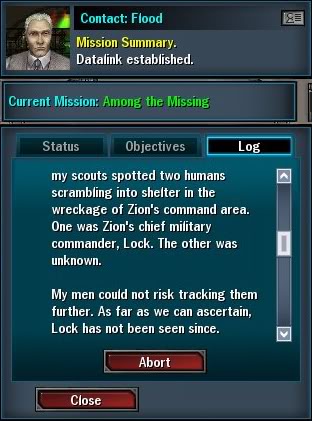 Contact: Flood
Mission Summary.
Datalink established.
Current Mission: Among the Missing
Status
Objectives
Log
my scouts spotted two humans
scrambling into shelter in the
wreckage of Zion's command area.
One was Zion's chief military
commander, Lock. The other was
unknown.
My men could not risk tracking them
further. As far as we can ascertain,
Lock has not been seen since.
Abort
Close